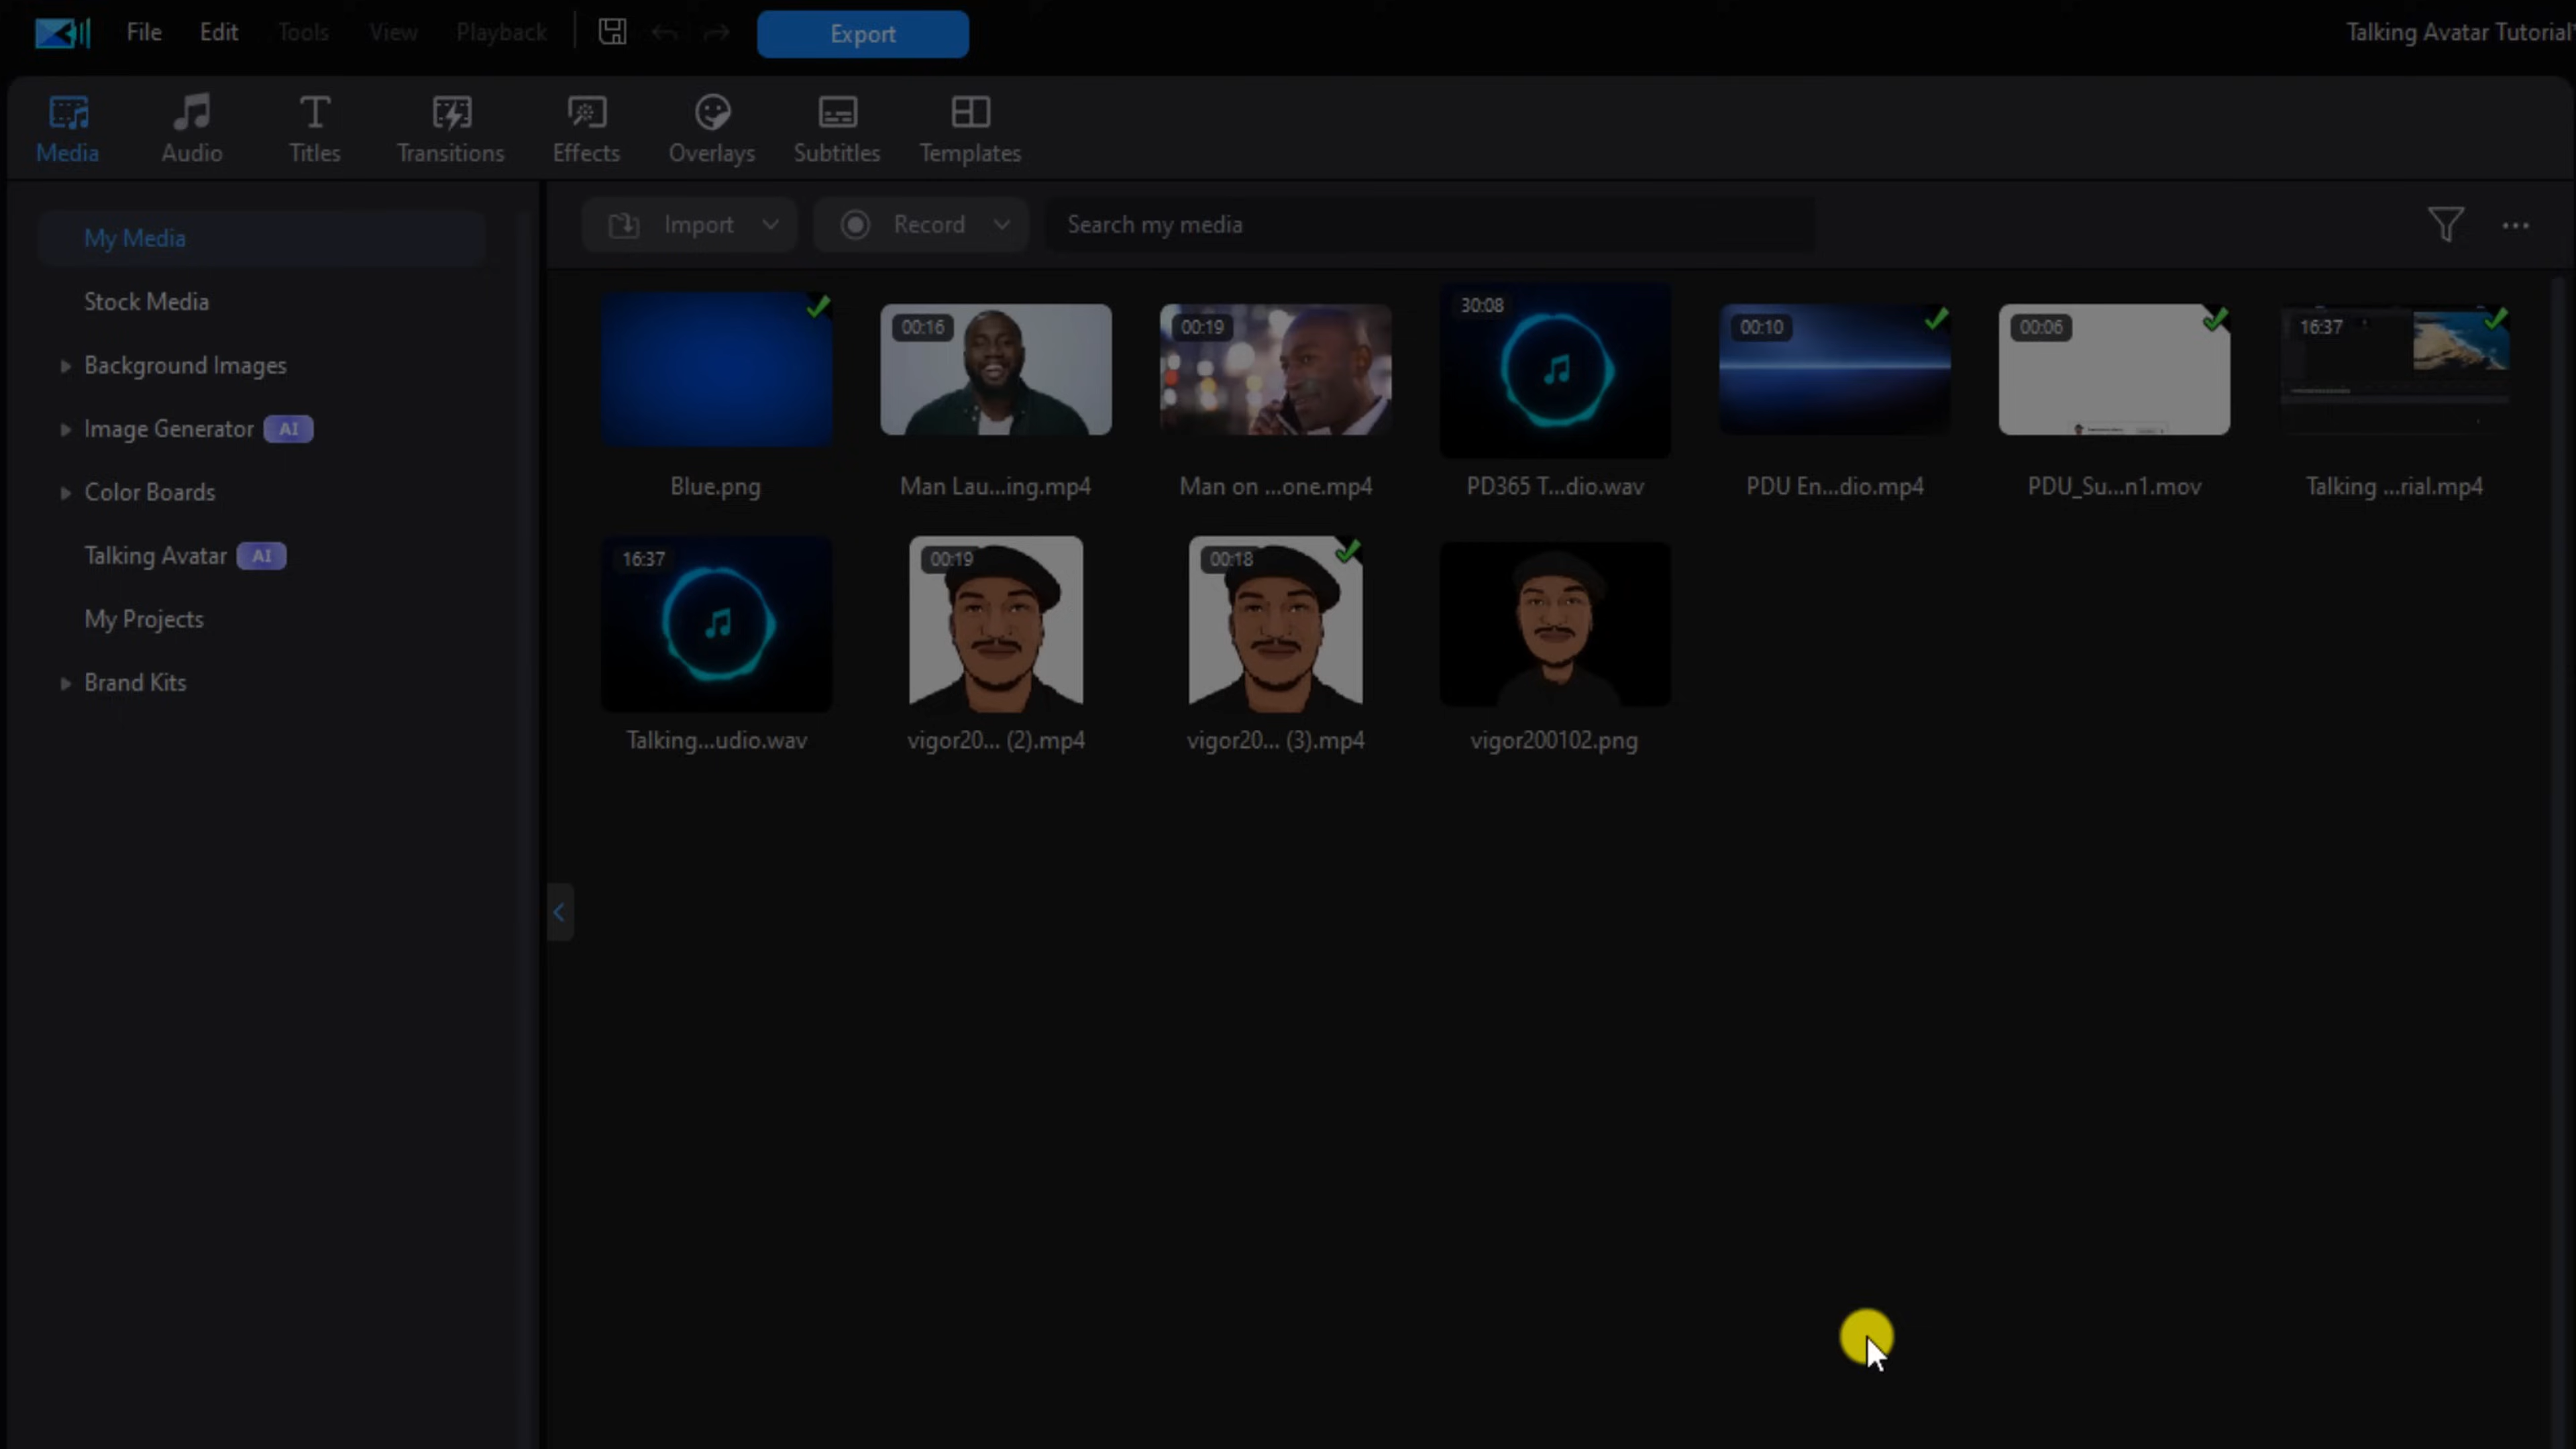 File Edit Tools View Playback Export Talking Avatar Tutorial
Media Audio Titles Transitions Effects Overlays Subtitles Templates
My Media
Stock Media
Background Images
Image Generator AI
Color Boards
Talking Avatar AI
My Projects
Brand Kits
Import Record Search my media
00:16 00:19 30:08 00:10 00:06 16:37
Blue.png Man Lau...ing.mp4 Man on ...one.mp4 PD365 T...dio.wav PDU En...dio.mp4 PDU_Su...n1.mov Talking ...rial.mp4
16:37 00:19 00:18
Talking...udio.wav vigor20... (2).mp4 vigor20... (3).mp4 vigor200102.png